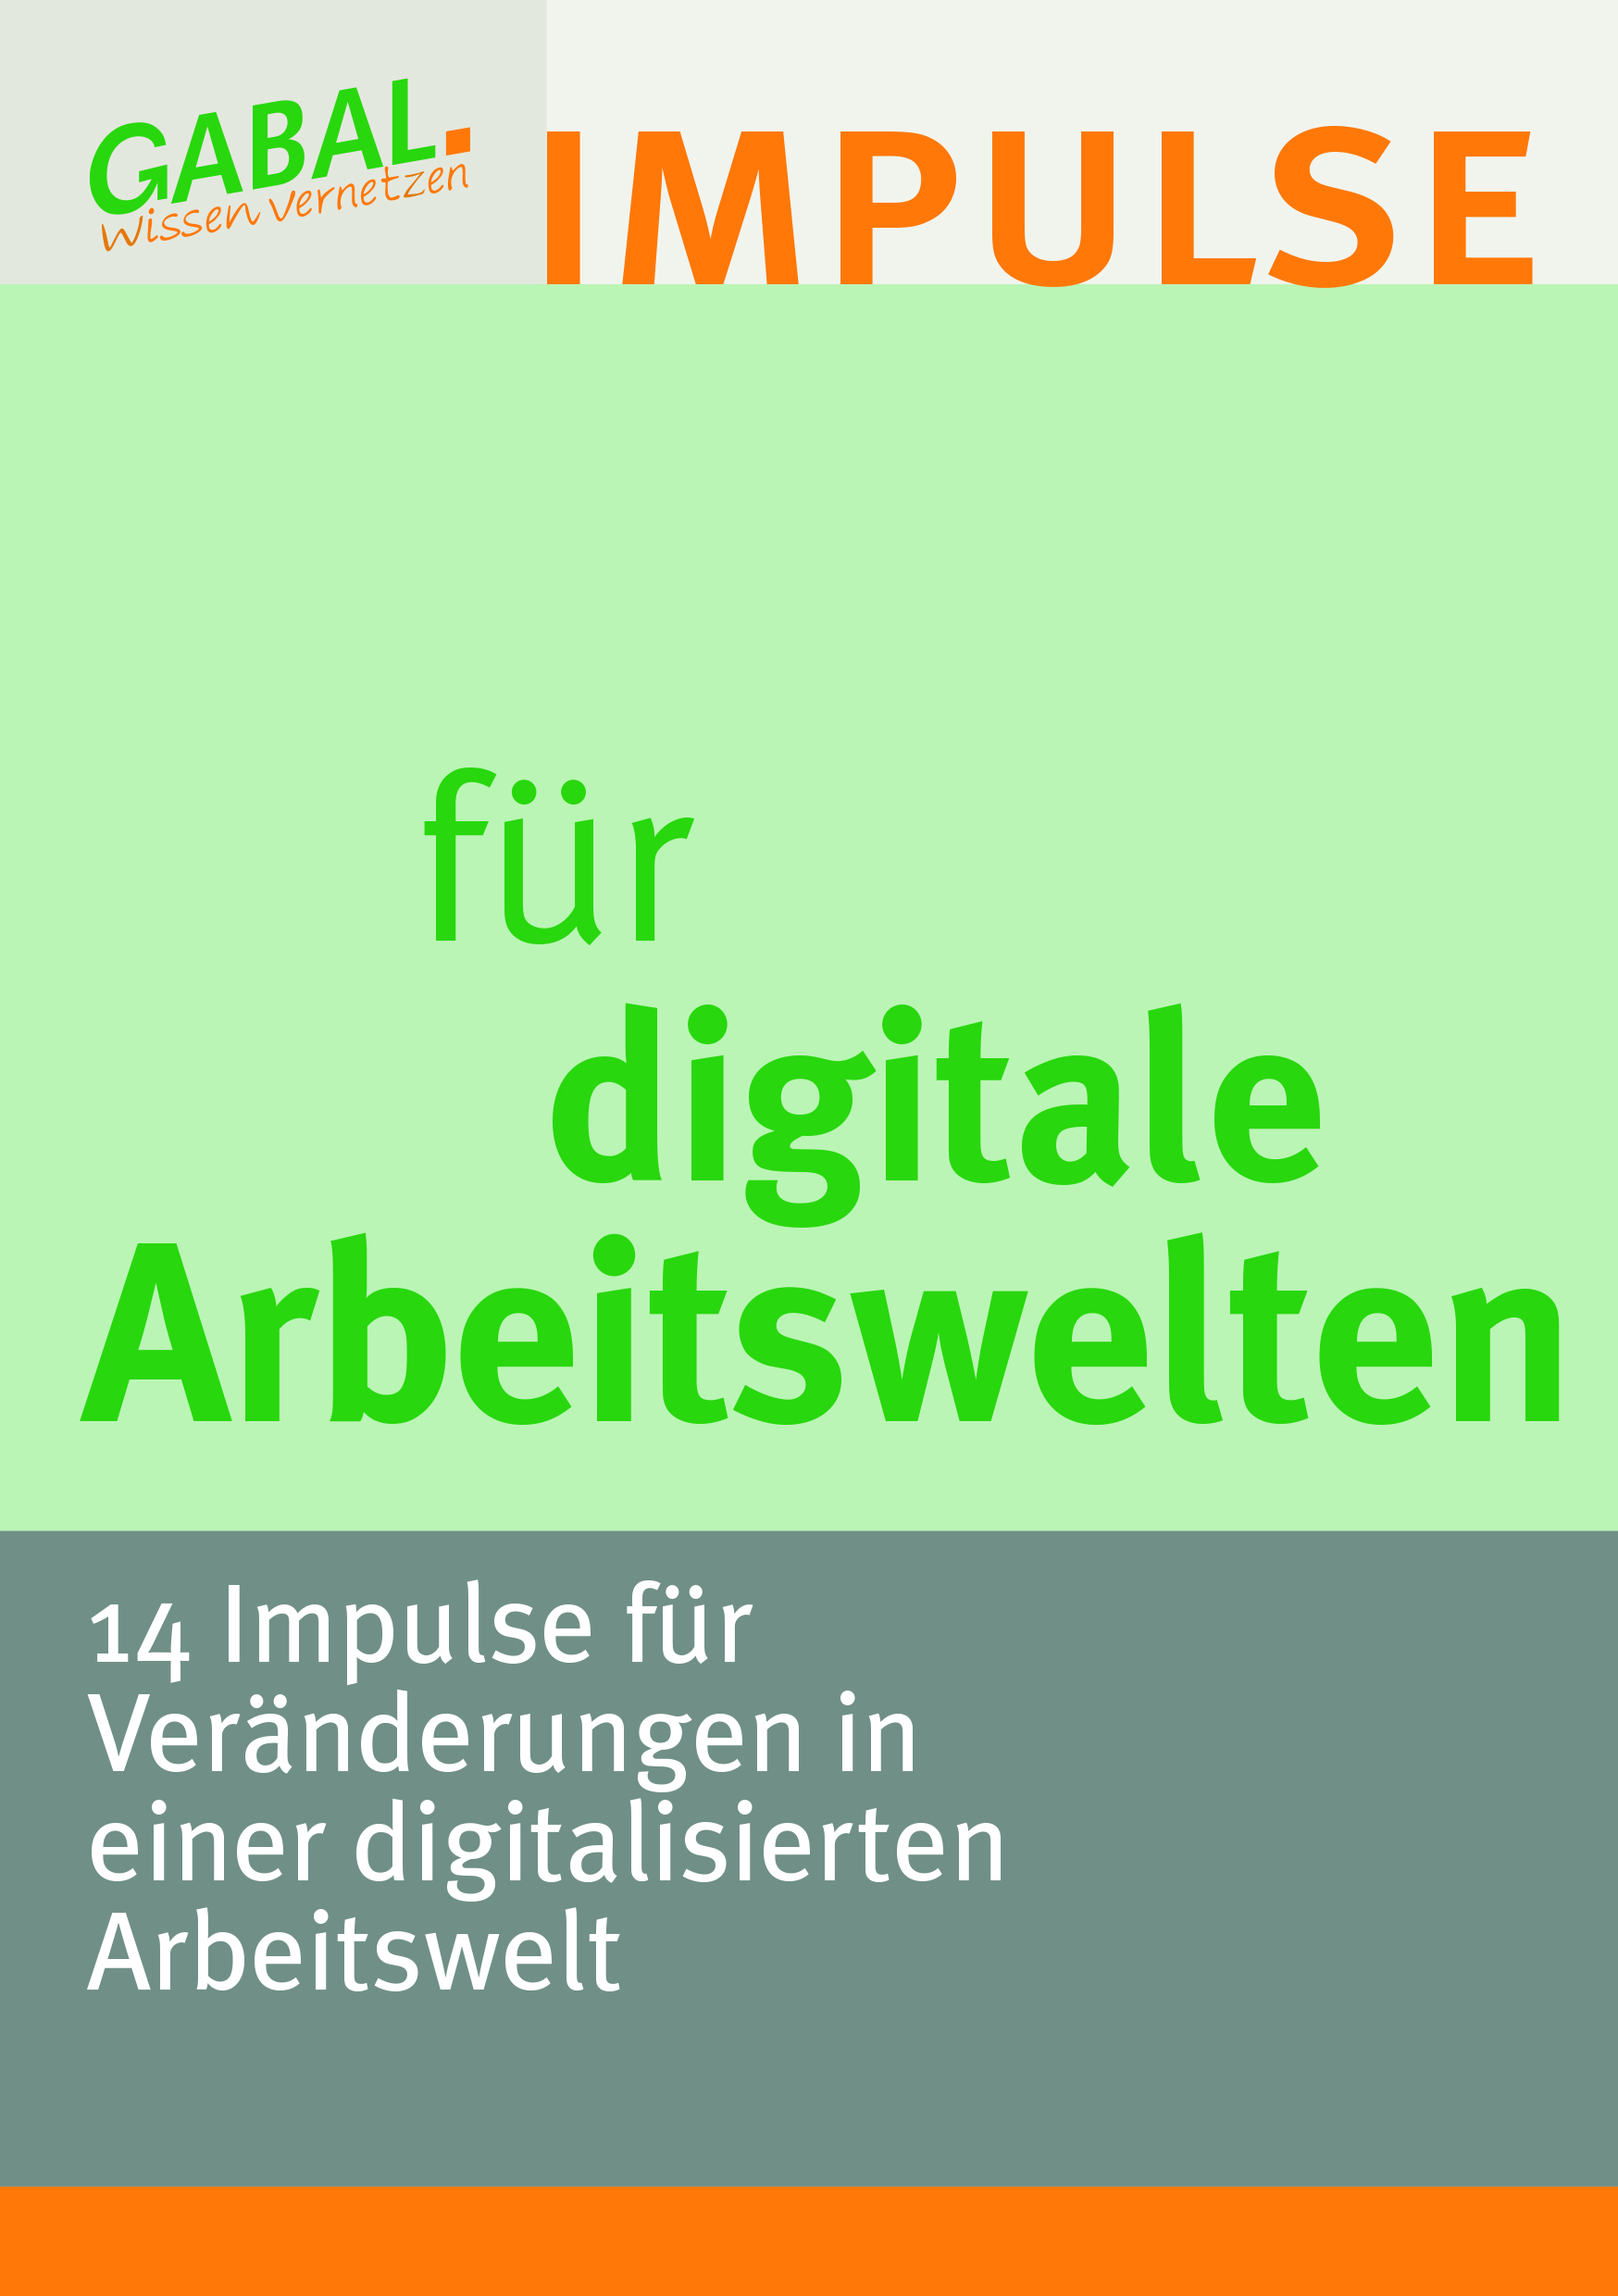 GABAL.
wissen vernetzen
IMPULSE
für
digitale
Arbeitswelten
14 Impulse für
Veränderungen in
einer digitalisierten
Arbeitswelt